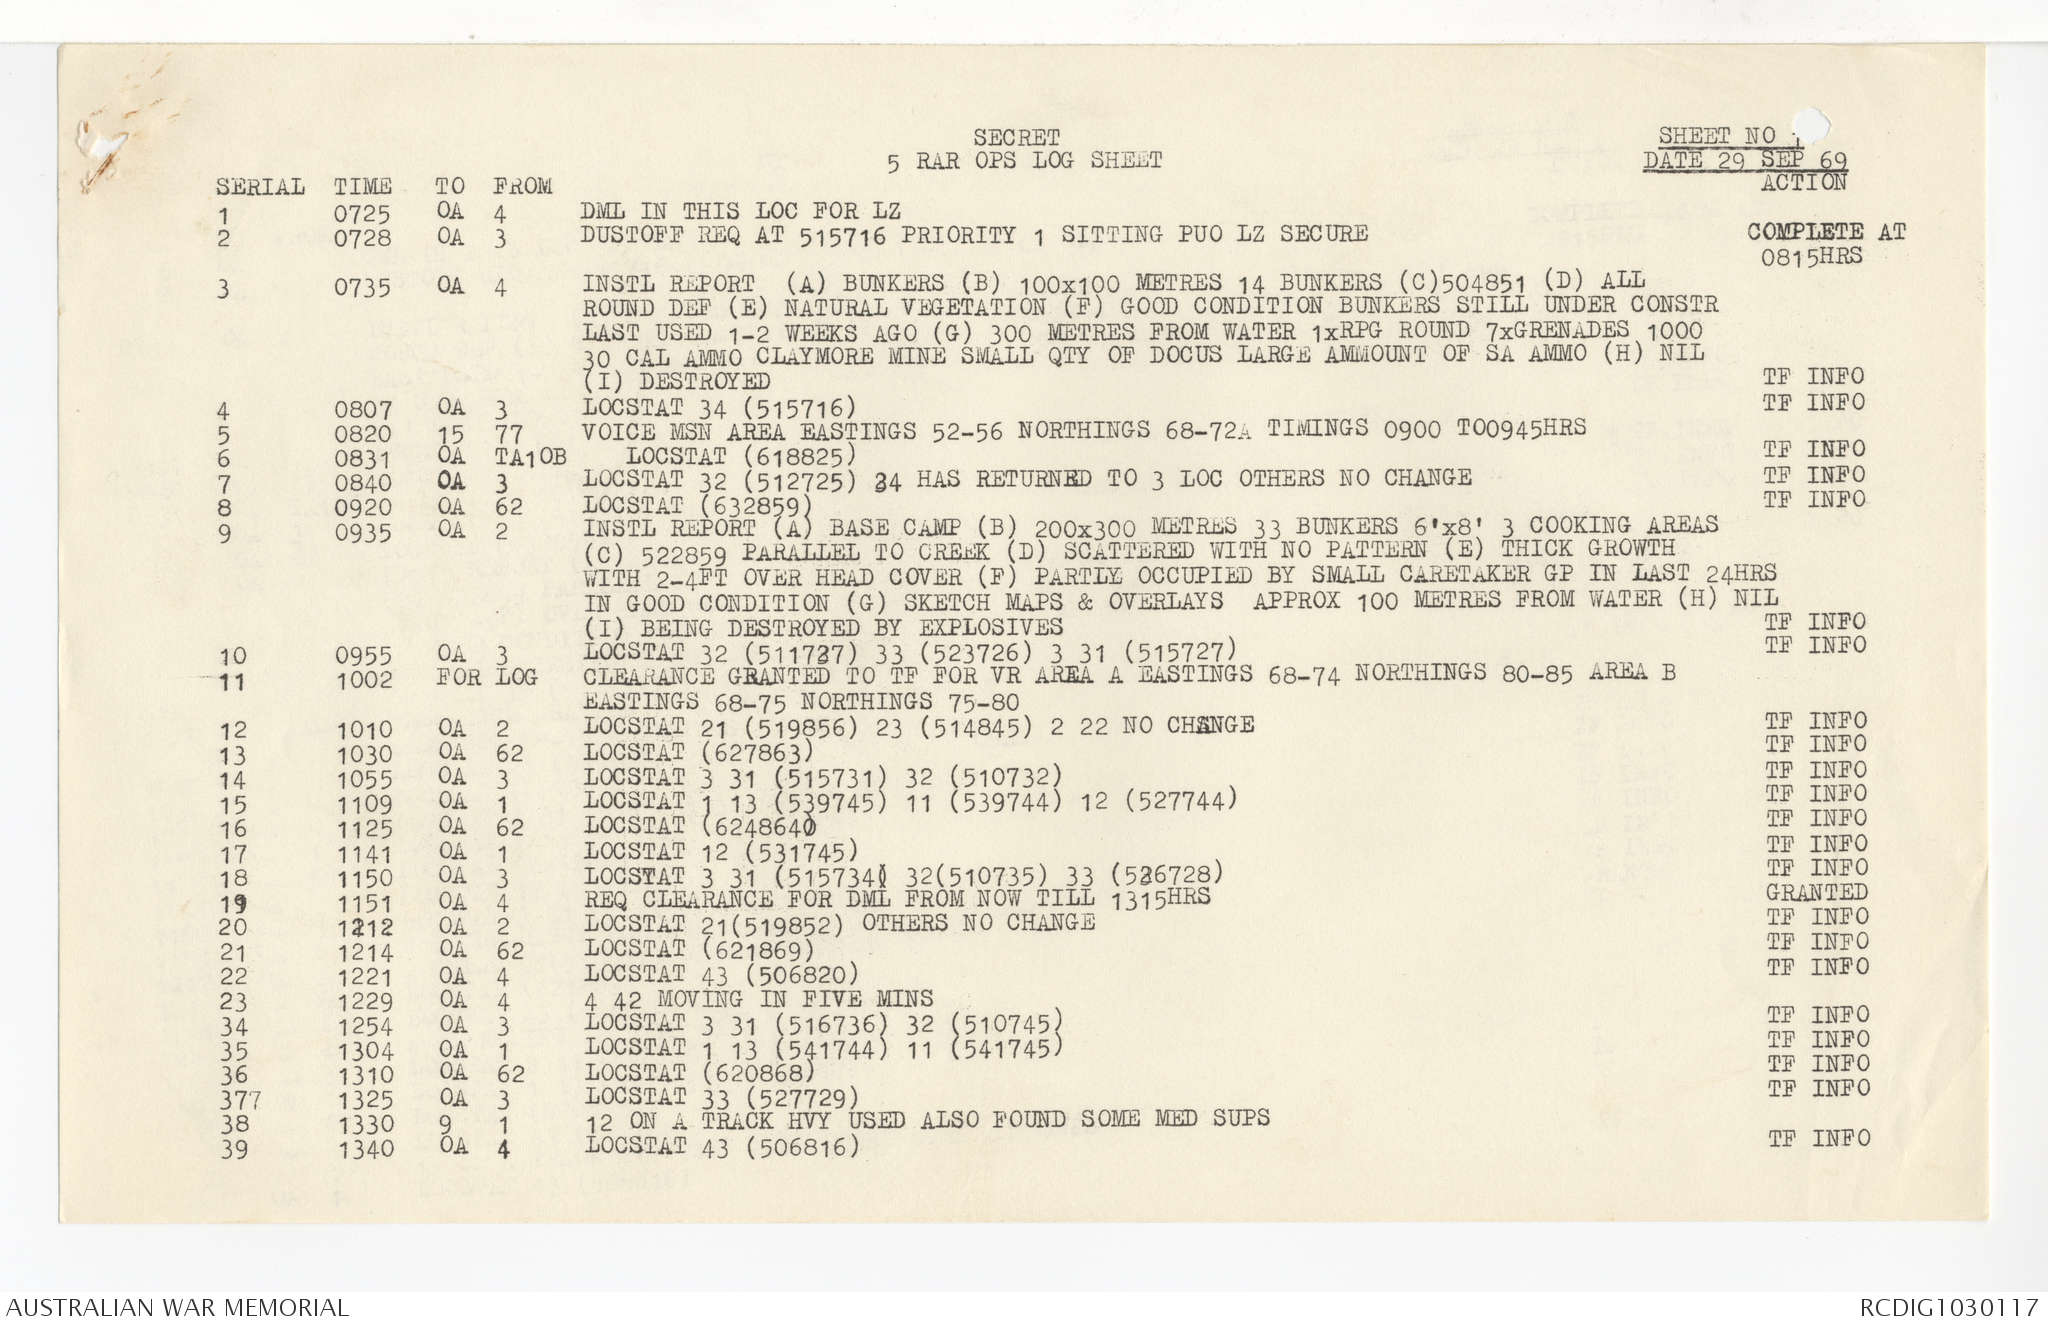 SECRET
5 RAR OPS LOG SHEET
SHEET NO
DATE 29 SEP 69
SERIAL TIME TO FROM ACTION
1 0725 OA 4 DML IN THIS LOC FOR LZ
2 0728 OA 3 DUSTOFF REQ AT 515716 PRIORITY 1 SITTING PUO LZ SECURE COMPLETE AT
0815HRS
3 0735 OA 4 INSTL REPORT (A) BUNKERS (B) 100x100 METRES 14 BUNKERS (C)504851 (D) ALL
ROUND DEF (E) NATURAL VEGETATION (F) GOOD CONDITION BUNKERS STILL UNDER CONSTR
LAST USED 1-2 WEEKS AGO (G) 300 METRES FROM WATER 1xRPG ROUND 7xGRENADES 1000
30 CAL AMMO CLAYMORE MINE SMALL QTY OF DOCUS LARGE AMMOUNT OF SA AMMO (H) NIL
(I) DESTROYED TF INFO
4 0807 OA 3 LOCSTAT 34 (515716) TF INFO
5 0820 15 77 VOICE MSN AREA EASTINGS 52-56 NORTHINGS 68-72A TIMINGS 0900 TO0945HRS
6 0831 OA TA10B LOCSTAT (618825) TF INFO
7 0840 OA 3 LOCSTAT 32 (512725) 34 HAS RETURNED TO 3 LOC OTHERS NO CHANGE TF INFO
8 0920 OA 62 LOCSTAT (632859) TF INFO
9 0935 OA 2 INSTL REPORT (A) BASE CAMP (B) 200x300 METRES 33 BUNKERS 6'x8' 3 COOKING AREAS
(C) 522859 PARALLEL TO CREEK (D) SCATTERED WITH NO PATTERN (E) THICK GROWTH
WITH 2-4FT OVER HEAD COVER (F) PARTLY OCCUPIED BY SMALL CARETAKER GP IN LAST 24HRS
IN GOOD CONDITION (G) SKETCH MAPS & OVERLAYS APPROX 100 METRES FROM WATER (H) NIL
(I) BEING DESTROYED BY EXPLOSIVES TF INFO
10 0955 OA 3 LOCSTAT 32 (511737) 33 (523726) 3 31 (515727) TF INFO
11 1002 FOR LOG CLEARANCE GRANTED TO TF FOR VR AREA A EASTINGS 68-74 NORTHINGS 80-85 AREA B
EASTINGS 68-75 NORTHINGS 75-80
12 1010 OA 2 LOCSTAT 21 (519856) 23 (514845) 2 22 NO CHANGE TF INFO
13 1030 OA 62 LOCSTAT (627863) TF INFO
14 1055 OA 3 LOCSTAT 3 31 (515731) 32 (510732) TF INFO
15 1109 OA 1 LOCSTAT 1 13 (539745) 11 (539744) 12 (527744) TF INFO
16 1125 OA 62 LOCSTAT (624864) TF INFO
17 1141 OA 1 LOCSTAT 12 (531745) TF INFO
18 1150 OA 3 LOCSTAT 3 31 (515734) 32(510735) 33 (526728) TF INFO
19 1151 OA 4 REQ CLEARANCE FOR DML FROM NOW TILL 1315HRS GRANTED
20 1212 OA 2 LOCSTAT 21(519852) OTHERS NO CHANGE TF INFO
21 1214 OA 62 LOCSTAT (621869) TF INFO
22 1221 OA 4 LOCSTAT 43 (506820) TF INFO
23 1229 OA 4 4 42 MOVING IN FIVE MINS
34 1254 OA 3 LOCSTAT 3 31 (516736) 32 (510745) TF INFO
35 1304 OA 1 LOCSTAT 1 13 (541744) 11 (541745) TF INFO
36 1310 OA 62 LOCSTAT (620868) TF INFO
377 1325 OA 3 LOCSTAT 33 (527729) TF INFO
38 1330 9 1 12 ON A TRACK HVY USED ALSO FOUND SOME MED SUPS
39 1340 OA 4 LOCSTAT 43 (506816) TF INFO
AUSTRALIAN WAR MEMORIAL RCDIG1030117